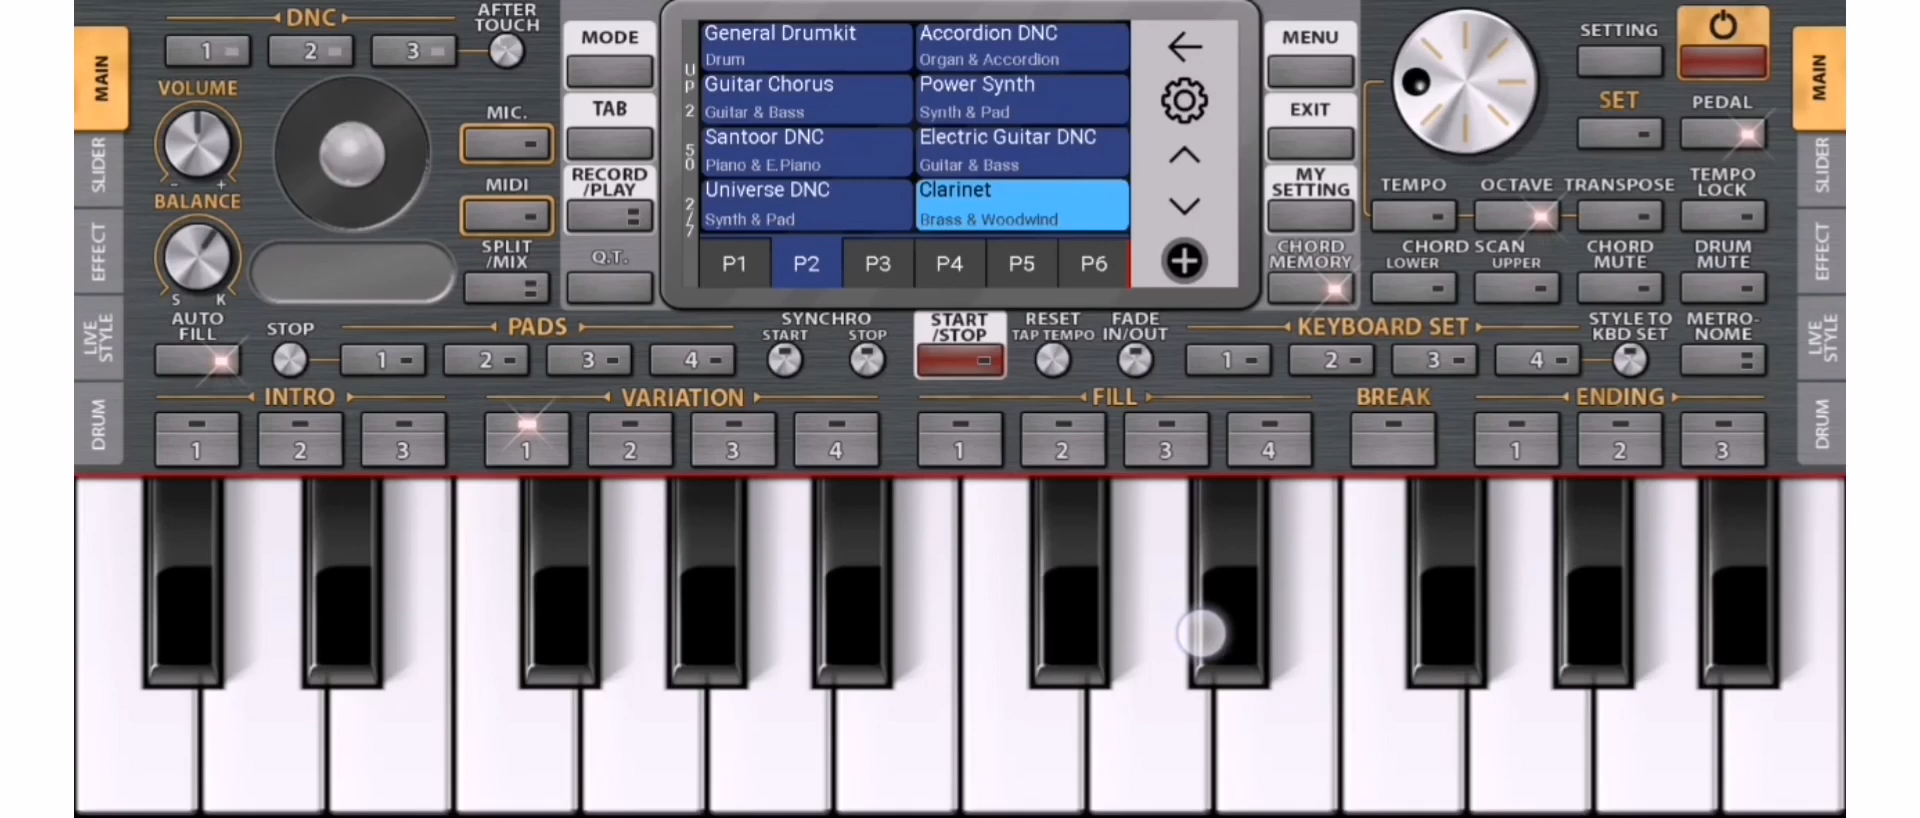 DNC
AFTER
TOUCH
1
2
3
VOLUME
- +
BALANCE
S K
MAIN
SLIDER
EFFECT
LIVE
STYLE
DRUM
MIC.
MIDI
SPLIT
/MIX
MODE
TAB
RECORD
/PLAY
Q.T.
Up 2
50
277
General Drumkit
Drum
Accordion DNC
Organ & Accordion
Guitar Chorus
Guitar & Bass
Power Synth
Synth & Pad
Santoor DNC
Piano & E.Piano
Electric Guitar DNC
Guitar & Bass
Universe DNC
Synth & Pad
Clarinet
Brass & Woodwind
P1 P2 P3 P4 P5 P6
MENU
EXIT
MY
SETTING
CHORD
MEMORY
SETTING
SET
PEDAL
TEMPO
OCTAVE
TRANSPOSE
TEMPO
LOCK
CHORD SCAN
LOWER UPPER
CHORD
MUTE
DRUM
MUTE
MAIN
SLIDER
EFFECT
LIVE
STYLE
DRUM
AUTO
FILL
STOP
PADS
1 2 3 4
SYNCHRO
START STOP
START
/STOP
RESET
TAP TEMPO
FADE
IN/OUT
KEYBOARD SET
1 2 3 4
STYLE TO
KBD SET
METRO-
NOME
INTRO
1 2 3
VARIATION
1 2 3 4
FILL
1 2 3 4
BREAK
ENDING
1 2 3